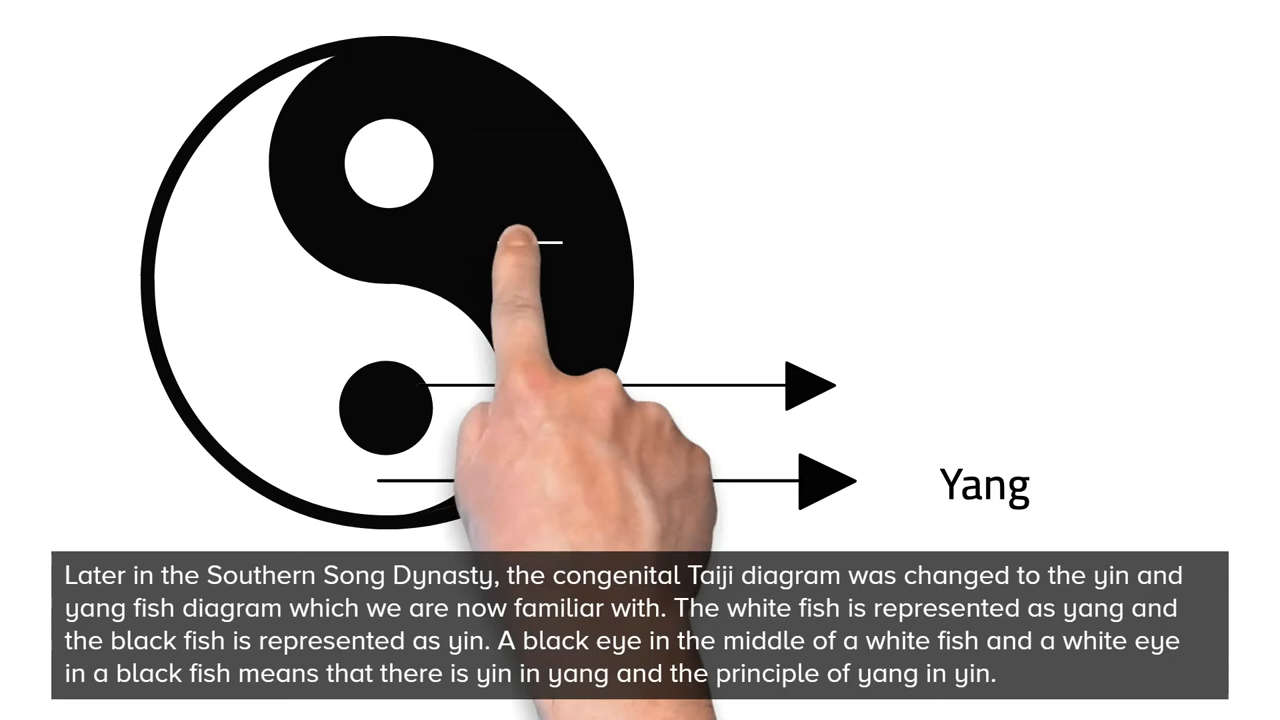 Yang
Later in the Southern Song Dynasty, the congenital Taiji diagram was changed to the yin and
yang fish diagram which we are now familiar with. The white fish is represented as yang and
the black fish is represented as yin. A black eye in the middle of a white fish and a white eye
in a black fish means that there is yin in yang and the principle of yang in yin.